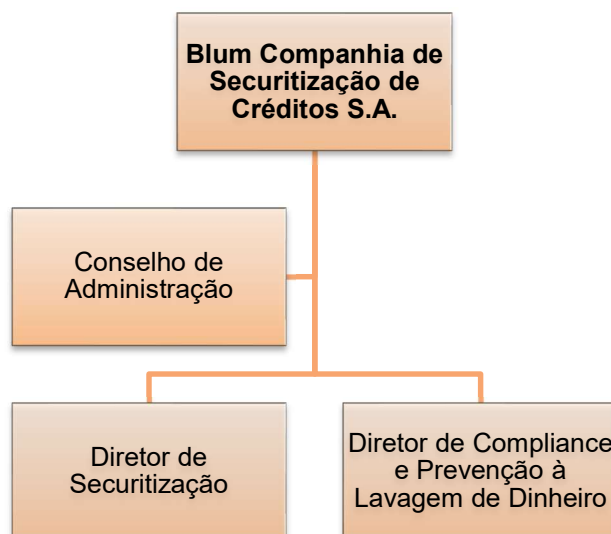 Blum Companhia de
Securitização de
Créditos S.A.
Conselho de
Administração
Diretor de
Securitização
Diretor de Compliance
e Prevenção à
Lavagem de Dinheiro